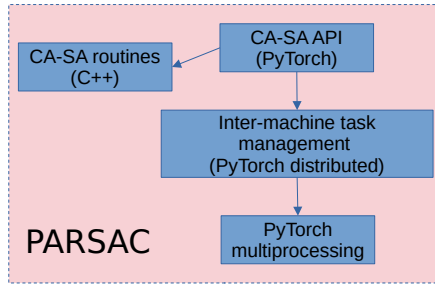 CA-SA API
(PyTorch)
CA-SA routines
(C++)
Inter-machine task
management
(PyTorch distributed)
PyTorch
multiprocessing
PARSAC